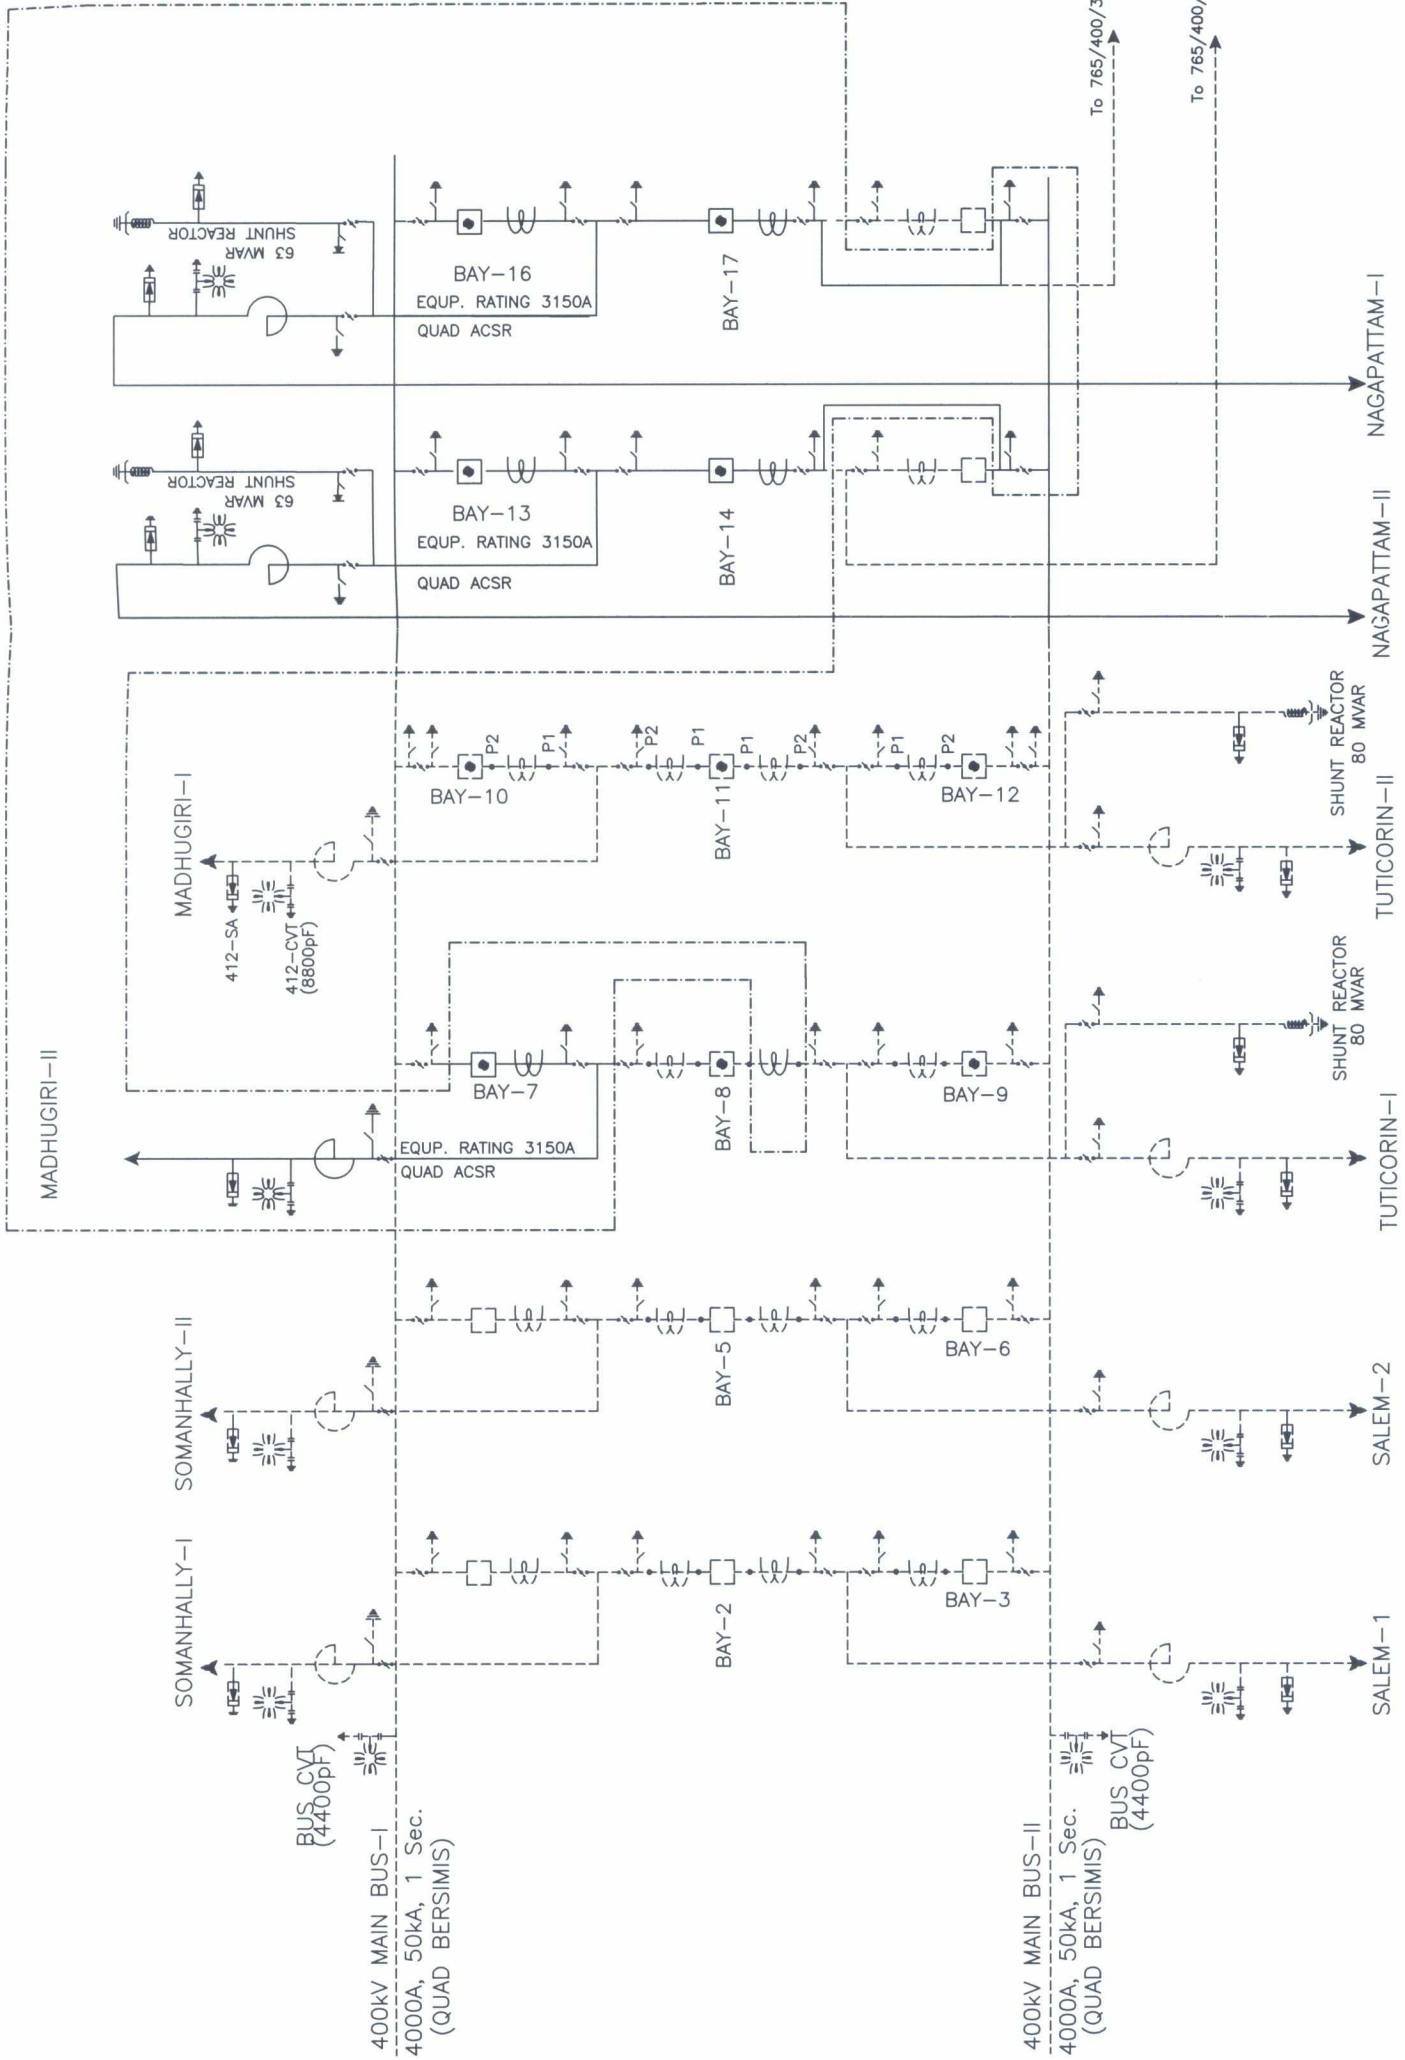 To 765/400/3
To 765/400/
63 MVAR
SHUNT REACTOR
BAY-16
EQUP. RATING 3150A
QUAD ACSR
BAY-17
NAGAPATTAM-I
63 MVAR
SHUNT REACTOR
BAY-13
EQUP. RATING 3150A
QUAD ACSR
BAY-14
NAGAPATTAM-II
MADHUGIRI-I
412-SA
412-CVT
(8800pF)
BAY-10
P2
P1
P2
P1
BAY-11
P1
P2
P1
P2
BAY-12
SHUNT REACTOR
80 MVAR
TUTICORIN-II
MADHUGIRI-II
BAY-7
EQUP. RATING 3150A
QUAD ACSR
BAY-8
BAY-9
SHUNT REACTOR
80 MVAR
TUTICORIN-I
SOMANHALLY-II
BAY-5
BAY-6
SALEM-2
SOMANHALLY-I
BAY-2
BAY-3
SALEM-1
BUS CVT
(4400pF)
400kV MAIN BUS-I
4000A, 50kA, 1 Sec.
(QUAD BERSIMIS)
BUS CVT
(4400pF)
400kV MAIN BUS-II
4000A, 50kA, 1 Sec.
(QUAD BERSIMIS)